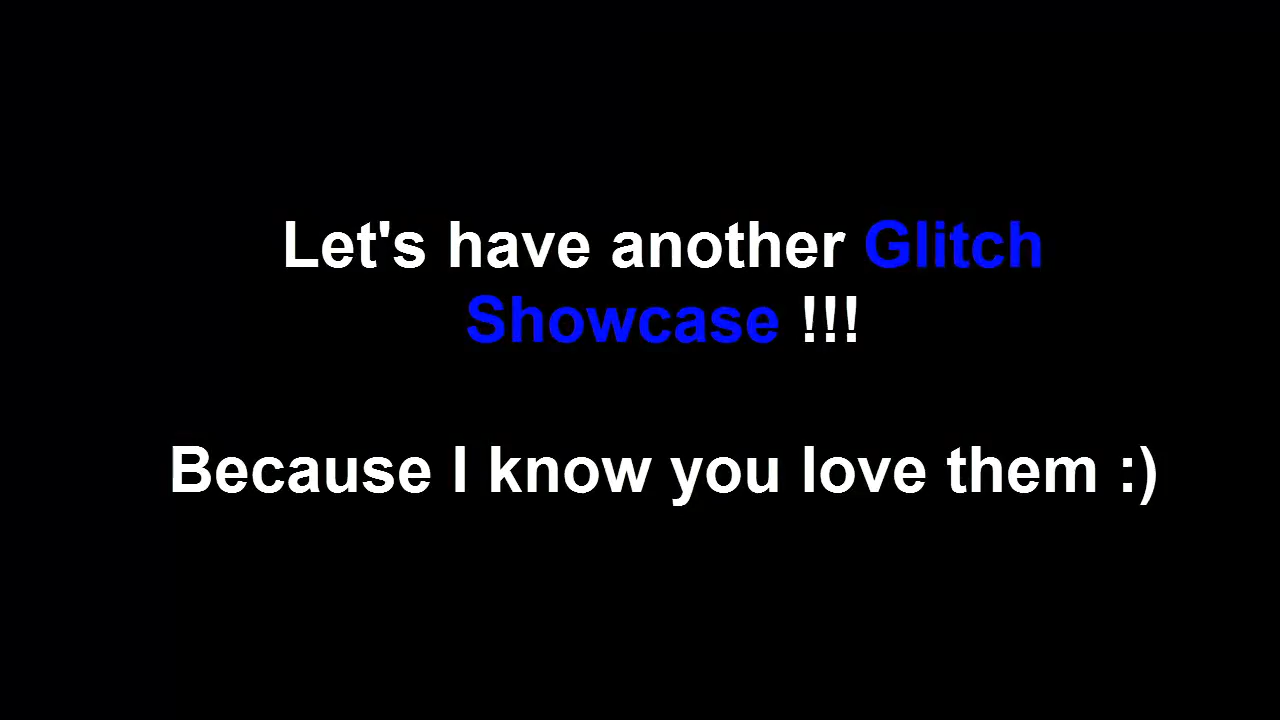 Let's have another Glitch
Showcase !!!
Because I know you love them :)